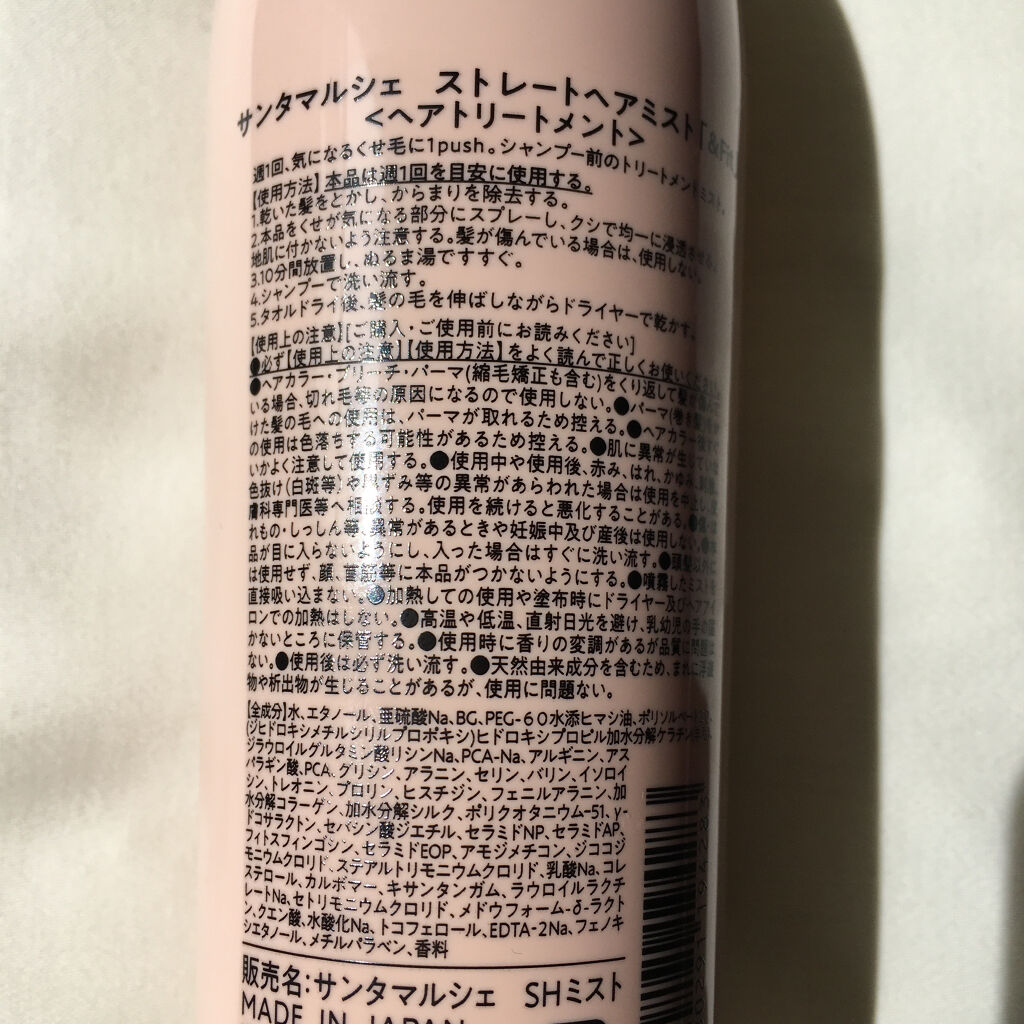 サンタマルシェ ストレートヘアミスト「&Fit
<ヘアトリートメント>
週1回、気になるくせ毛に1push。シャンプー前のトリートメントミスト。
【使用方法】本品は週1回を目安に使用する。
1.乾いた髪をとかし、からまりを除去する。
2.本品をくせが気になる部分にスプレーし、クシで均一に浸透させる。
地肌に付かないよう注意する。髪が傷んでいる場合は、使用しない。
3.10分間放置し、ぬるま湯ですすぐ。
4.シャンプーで洗い流す。
5.タオルドライ後、髪の毛を伸ばしながらドライヤーで乾かす。
【使用上の注意】[ご購入・ご使用前にお読みください]
●必ず【使用上の注意】【使用方法】をよく読んで正しくお使いください。
●ヘアカラー・ブリーチ・パーマ(縮毛矯正も含む)をくり返して髪が
いる場合、切れ毛等の原因になるので使用しない。●パーマ(巻き
けた髪の毛への使用は、パーマが取れるため控える。●ヘアカラー後
の使用は色落ちする可能性があるため控える。●肌に異常が生じ
いかよく注意して使用する。●使用中や使用後、赤み、はれ、かゆみ、
色抜け(白斑等)や黒ずみ等の異常があらわれた場合は使用を中止し、皮
膚科専門医等へ相談する。使用を続けると悪化することがある。
れもの・しっしん等、異常があるときや妊娠中及び産後は使用しない。●本
品が目に入らないようにし、入った場合はすぐに洗い流す。●頭髪以外に
は使用せず、顔、首筋等に本品がつかないようにする。●噴霧したミストを
直接吸い込まない。●加熱しての使用や塗布時にドライヤー及びヘアアイ
ロンでの加熱はしない。●高温や低温、直射日光を避け、乳幼児の手の届
かないところに保管する。●使用時に香りの変調があるが品質に問題は
ない。●使用後は必ず洗い流す。●天然由来成分を含むため、まれに浮遊
物や析出物が生じることがあるが、使用に問題ない。
【全成分】水、エタノール、亜硫酸Na、BG、PEG-60水添ヒマシ油、ポリソルベート
(ジヒドロキシメチルシリルプロポキシ)ヒドロキシプロピル加水分解ケラチン
ジラウロイルグルタミン酸リシンNa、PCA-Na、アルギニン、アス
パラギン酸、PCA、グリシン、アラニン、セリン、バリン、イソロイ
シン、トレオニン、プロリン、ヒスチジン、フェニルアラニン、加
水分解コラーゲン、加水分解シルク、ポリクオタニウム-51、γ-
ドコサラクトン、セバシン酸ジエチル、セラミドNP、セラミドAP、
フィトスフィンゴシン、セラミドEOP、アモジメチコン、ジココジ
モニウムクロリド、ステアルトリモニウムクロリド、乳酸Na、コレ
ステロール、カルボマー、キサンタンガム、ラウロイルラクチ
レートNa、セトリモニウムクロリド、メドウフォーム-δ-ラクト
ン、クエン酸、水酸化Na、トコフェロール、EDTA-2Na、フェノキ
シエタノール、メチルパラベン、香料
販売名:サンタマルシェ SHミスト
MADE IN JAPAN